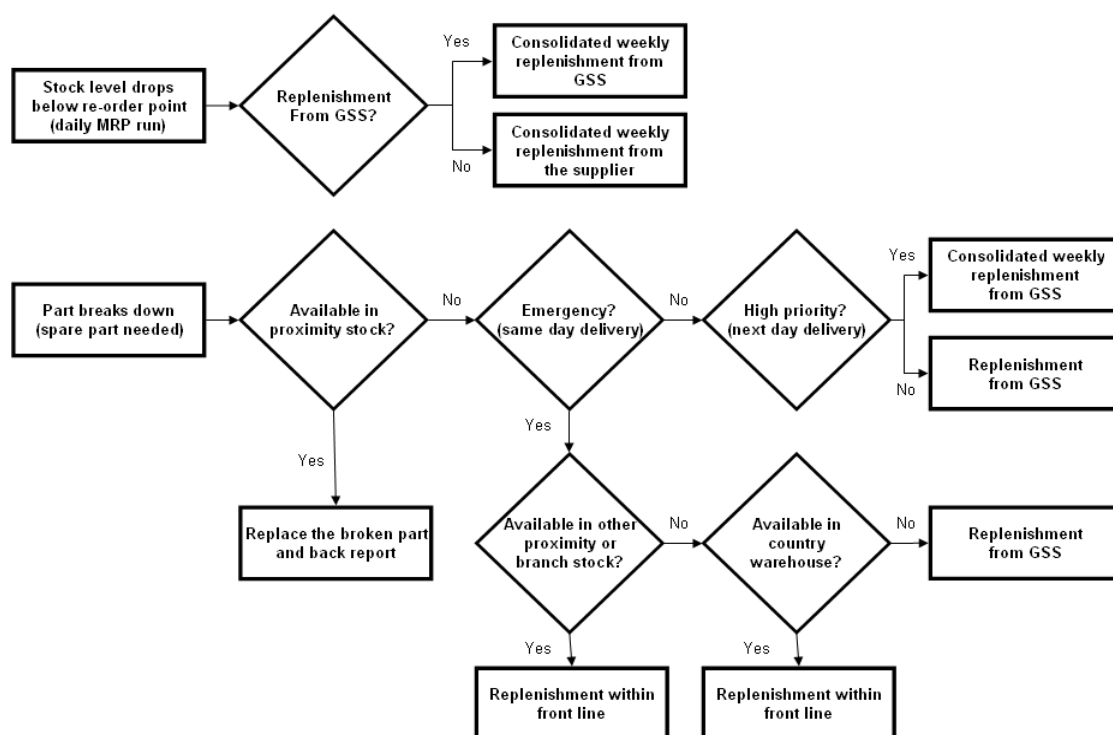 Yes
Consolidated weekly
replenishment from
GSS
Stock level drops
below re-order point
(daily MRP run)
Replenishment
From GSS?
No
Consolidated weekly
replenishment from
the supplier
Part breaks down
(spare part needed)
Available in
proximity stock?
No
Emergency?
(same day delivery)
No
High priority?
(next day delivery)
Yes
Consolidated weekly
replenishment
from GSS
No
Replenishment
from GSS
Yes
Replace the broken part
and back report
Yes
Available in other
proximity or
branch stock?
No
Available in
country
warehouse?
No
Replenishment
from GSS
Yes
Replenishment within
front line
Yes
Replenishment within
front line